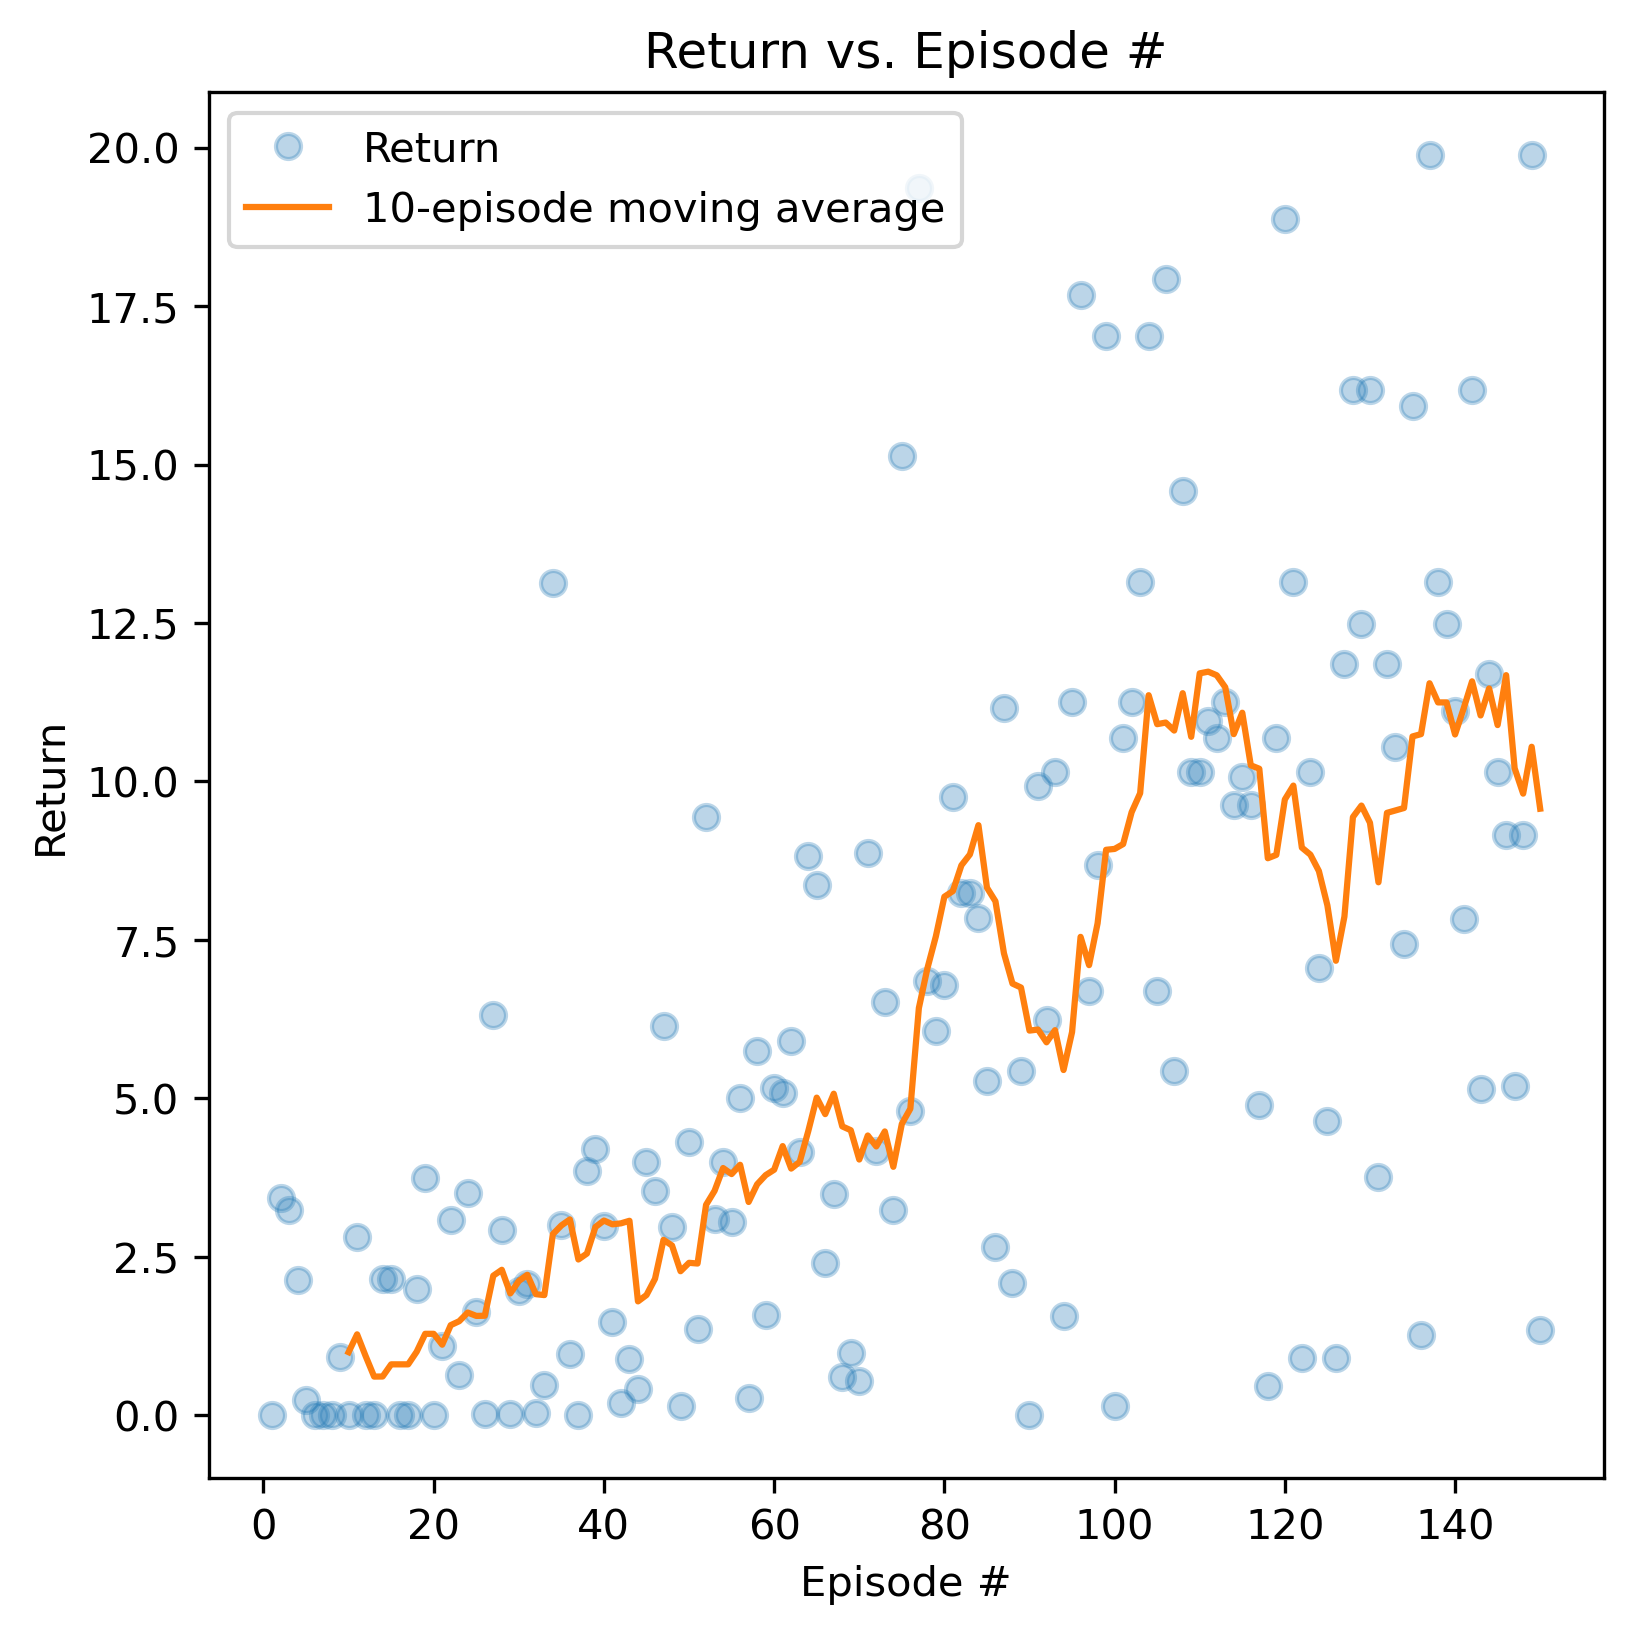 Return vs. Episode #
Return
10-episode moving average
20.0
17.5
15.0
12.5
10.0
7.5
5.0
2.5
0.0
Return
0 20 40 60 80 100 120 140
Episode #